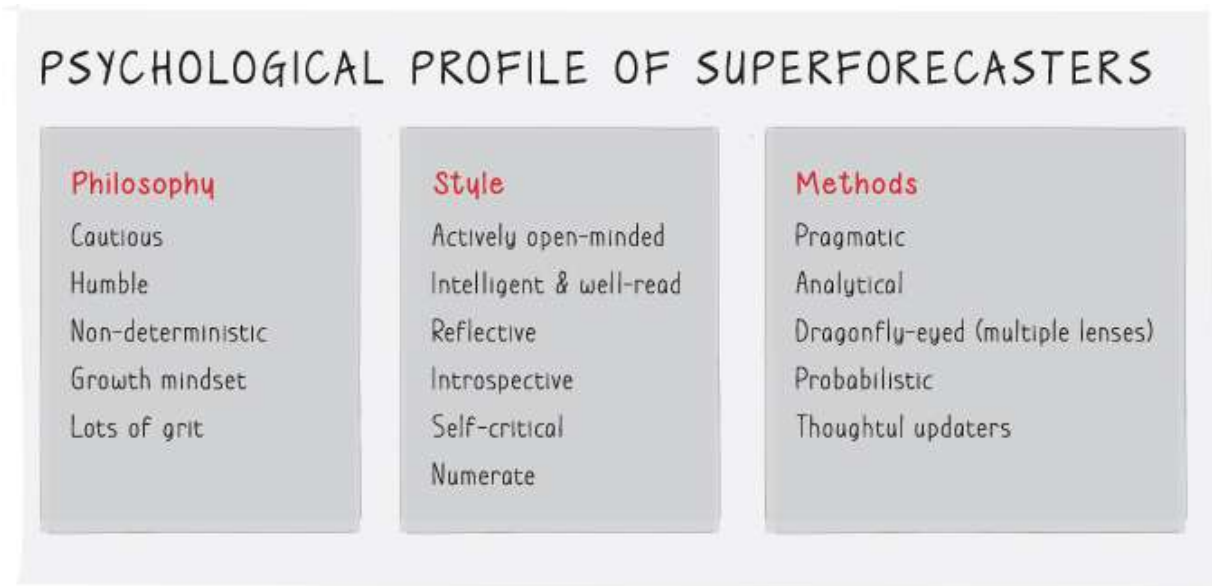 PSYCHOLOGICAL PROFILE OF SUPERFORECASTERS
Philosophy
Cautious
Humble
Non-deterministic
Growth mindset
Lots of grit
Style
Actively open-minded
Intelligent & well-read
Reflective
Introspective
Self-critical
Numerate
Methods
Pragmatic
Analytical
Dragonfly-eyed (multiple lenses)
Probabilistic
Thoughtul updaters